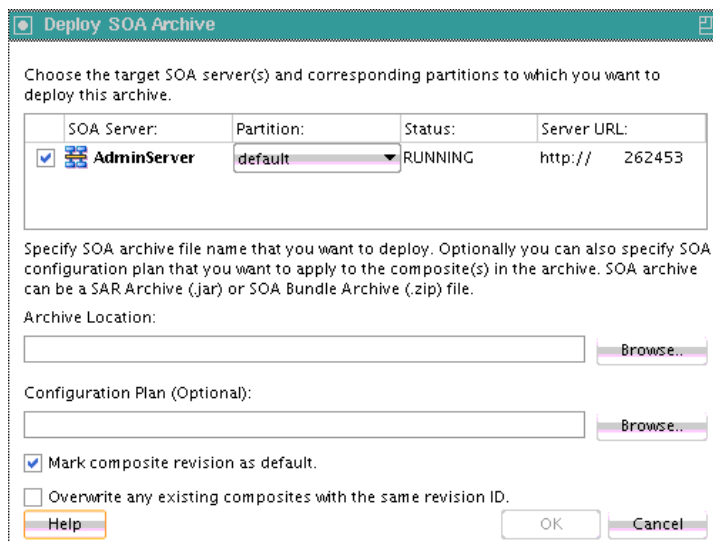 Deploy SOA Archive
Choose the target SOA server(s) and corresponding partitions to which you want to
deploy this archive.
SOA Server: Partition: Status: Server URL:
AdminServer default RUNNING http:// 262453
Specify SOA archive file name that you want to deploy. Optionally you can also specify SOA
configuration plan that you want to apply to the composite(s) in the archive. SOA archive
can be a SAR Archive (.jar) or SOA Bundle Archive (.zip) file.
Archive Location:
Browse..
Configuration Plan (Optional):
Browse..
Mark composite revision as default.
Overwrite any existing composites with the same revision ID.
Help OK Cancel